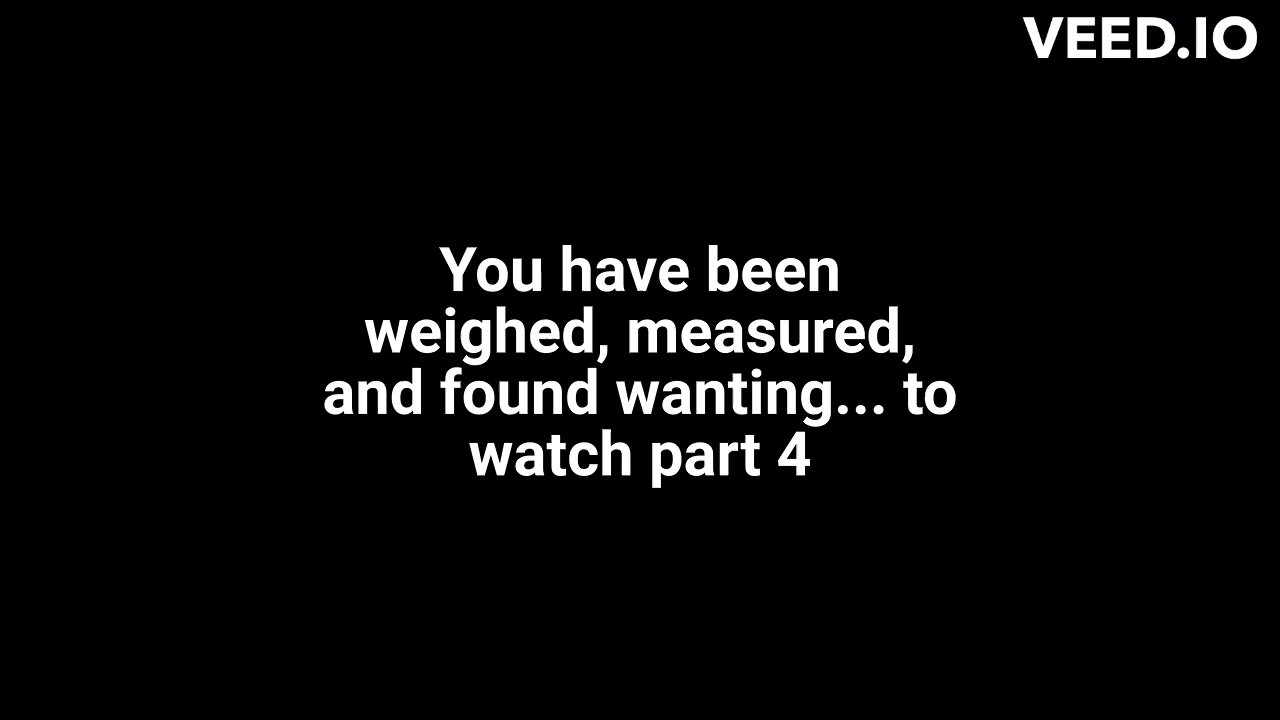 VEED.IO
You have been
weighed, measured,
and found wanting... to
watch part 4